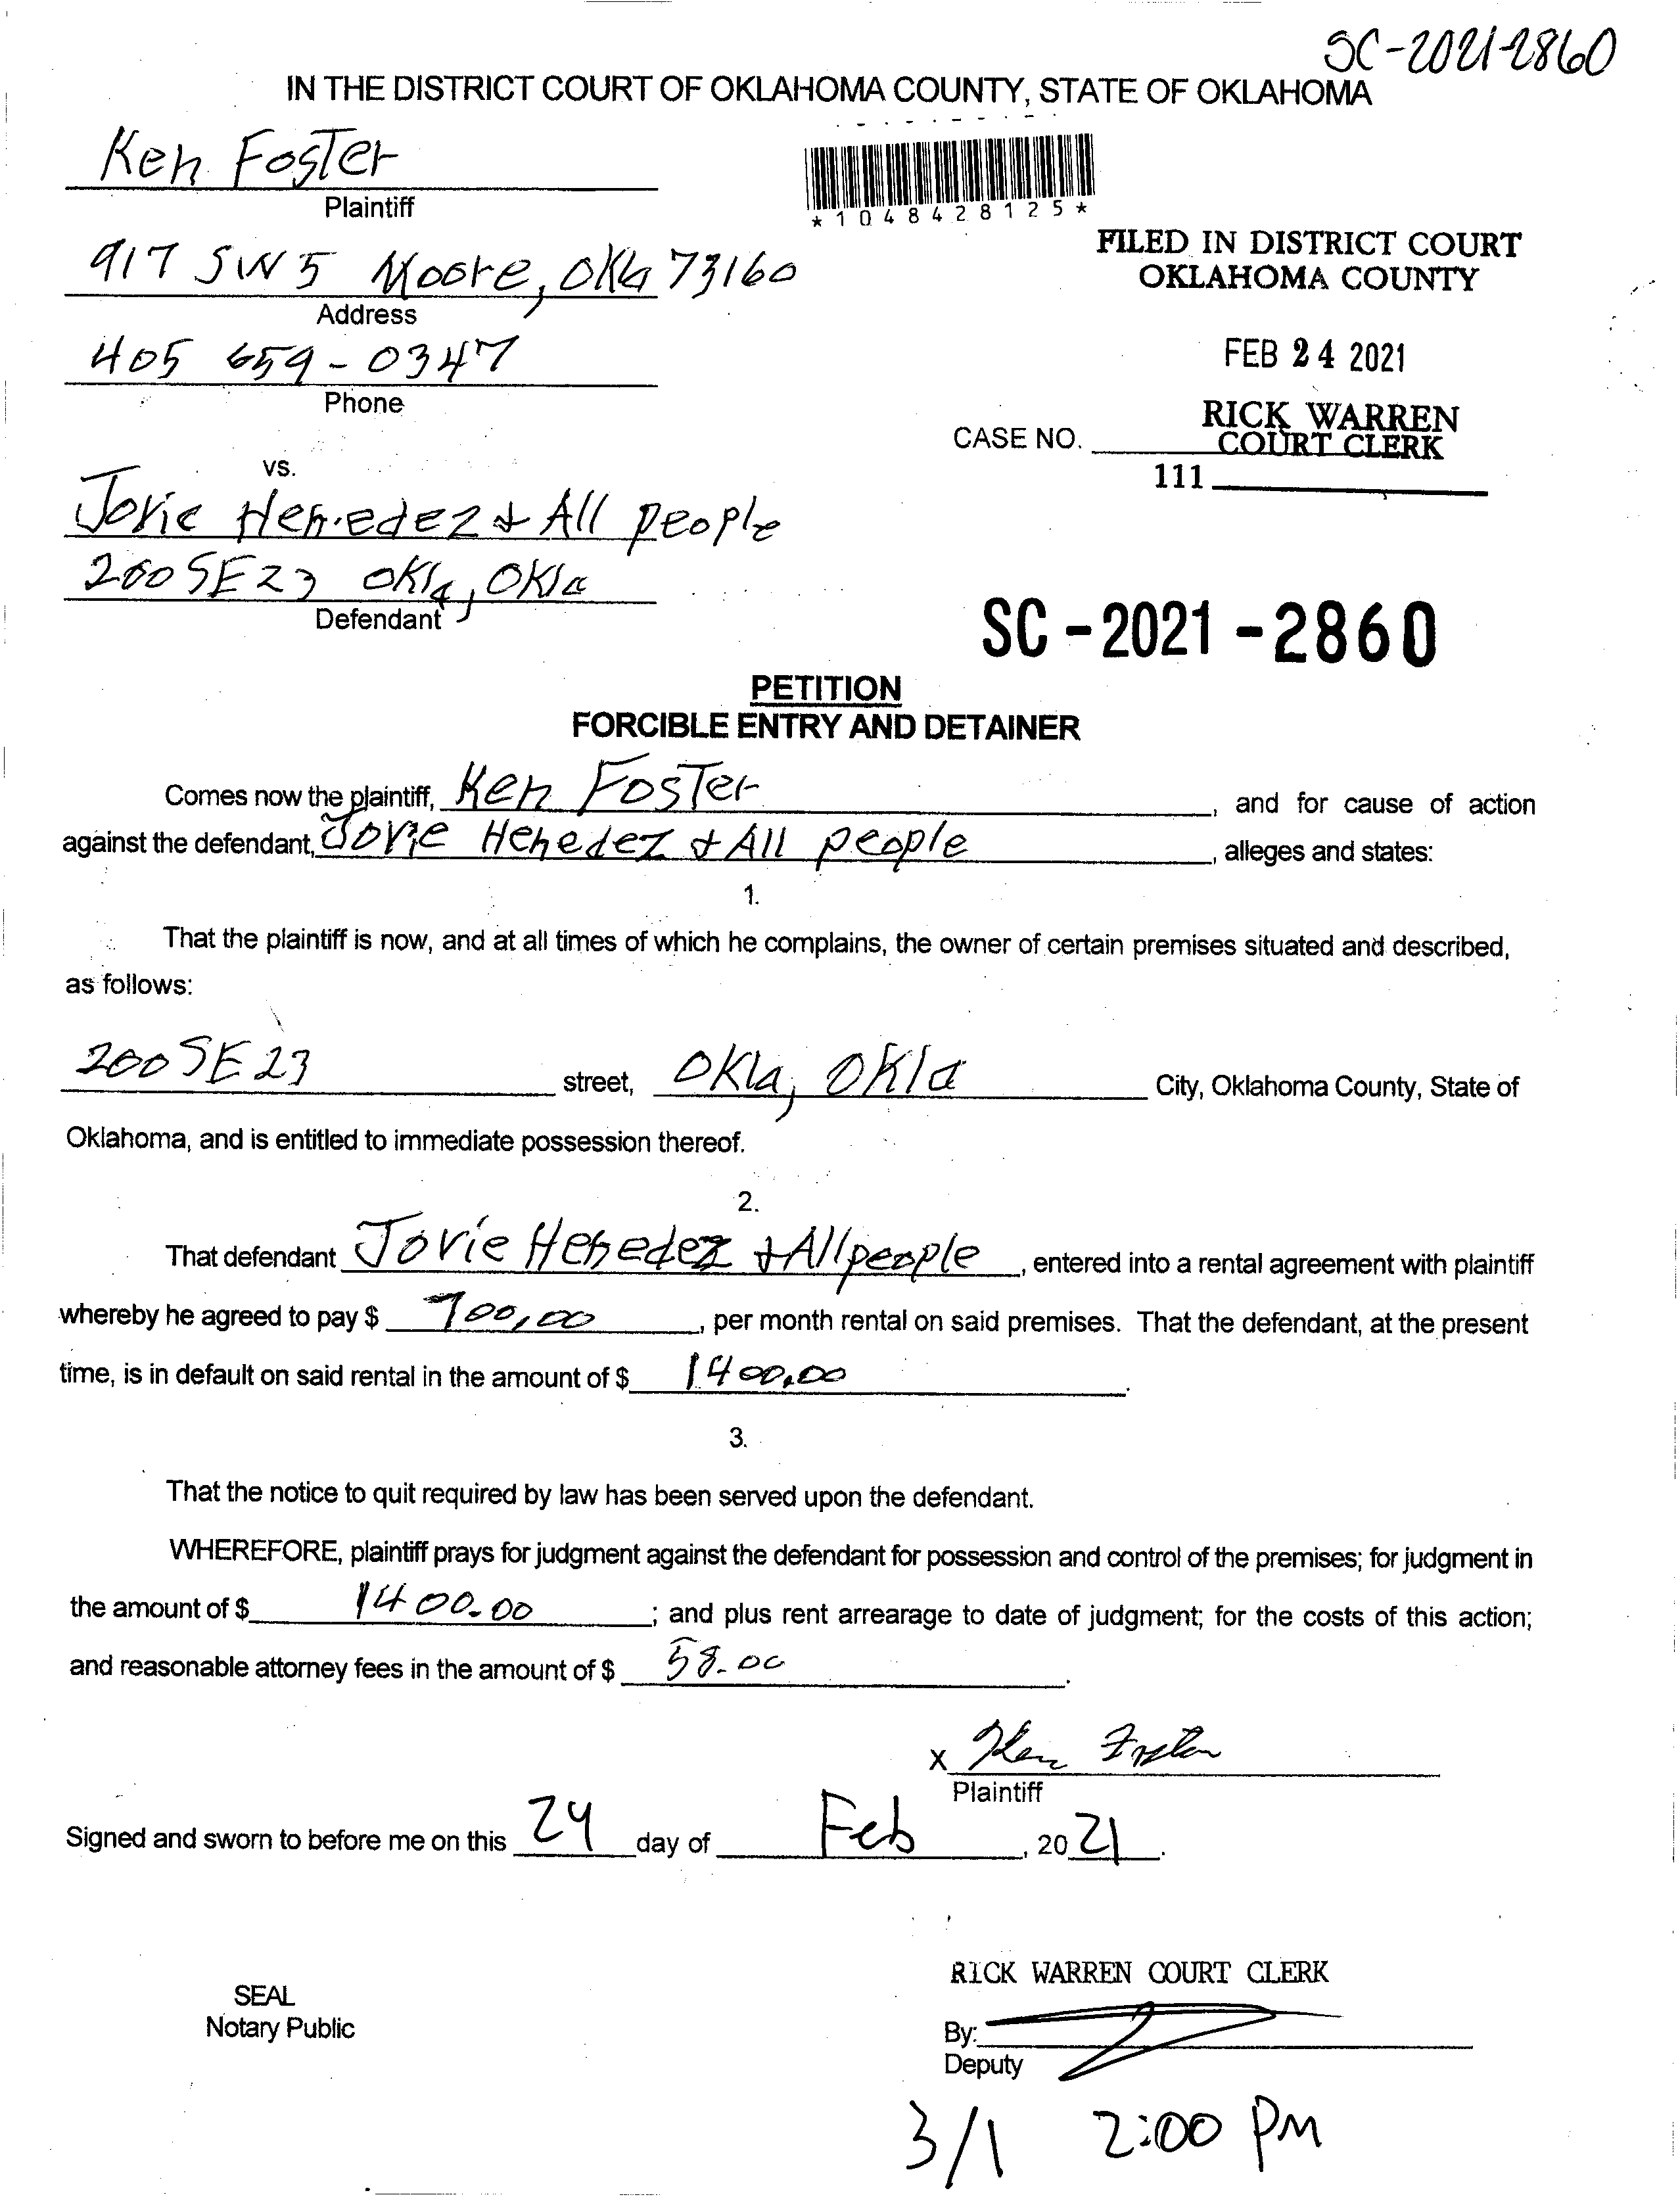 SC-2021-2860
IN THE DISTRICT COURT OF OKLAHOMA COUNTY, STATE OF OKLAHOMA
Ken Foster
Plaintiff
*1048428125*
917 SW 5 Moore, Okla 73160
Address
FILED IN DISTRICT COURT
OKLAHOMA COUNTY
405 659-0347
Phone
FEB 24 2021
RICK WARREN
COURT CLERK
CASE NO.
111
vs.
Jovie Henedez & All people
200 SE 23 Okla, Okla
Defendant
SC-2021-2860
PETITION
FORCIBLE ENTRY AND DETAINER
Comes now the plaintiff, Ken Foster, and for cause of action
against the defendant, Jovie Henedez & All people, alleges and states:
1.
That the plaintiff is now, and at all times of which he complains, the owner of certain premises situated and described,
as follows:
200 SE 23 street, Okla, Okla City, Oklahoma County, State of
Oklahoma, and is entitled to immediate possession thereof.
2.
That defendant Jovie Henedez & All people, entered into a rental agreement with plaintiff
whereby he agreed to pay $ 700,00, per month rental on said premises. That the defendant, at the present
time, is in default on said rental in the amount of $ 1400.00.
3.
That the notice to quit required by law has been served upon the defendant.
WHEREFORE, plaintiff prays for judgment against the defendant for possession and control of the premises; for judgment in
the amount of $ 1400.00; and plus rent arrearage to date of judgment; for the costs of this action;
and reasonable attorney fees in the amount of $ 58.00.
X Ken Foster
Plaintiff
Signed and sworn to before me on this 24 day of Feb, 2021.
RICK WARREN COURT CLERK
SEAL
Notary Public
By:
Deputy
3/1 2:00 PM